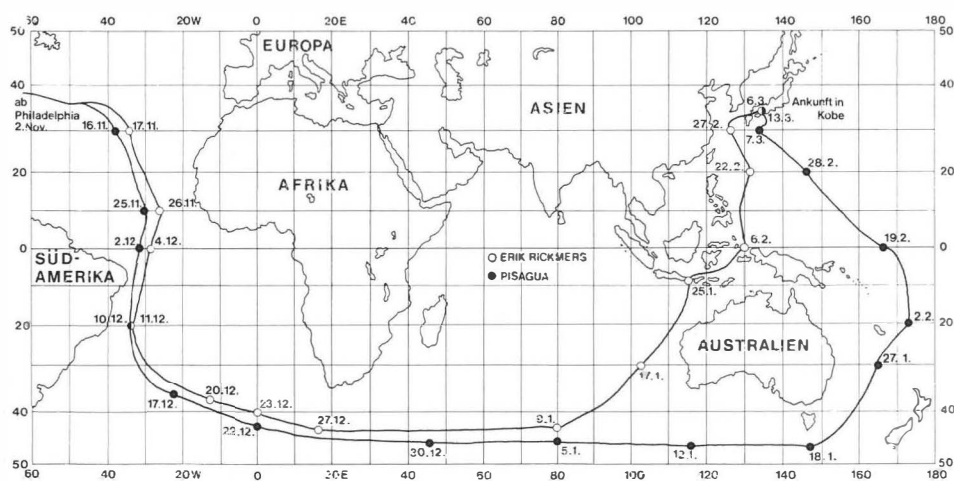 60 40 20W 0 20E 40 60 80 100 120 140 160 180
50 50
EUROPA
40 40
ASIEN
ab
Philadelphia
2.Nov.
16.11. 17.11.
6.3. Ankunft in
13.3. Kobe
27.2. 7.3.
22.2. 28.2.
20 20
AFRIKA
25.11. 26.11.
2.12. 4.12.
0 0
6.2. 19.2.
SÜD-
AMERIKA
○ ERIK RICKMERS
● PISAGUA
25.1.
10.12. 11.12.
20 20
2.2.
AUSTRALIEN
27.1.
17.1.
17.12. 20.12. 23.12. 27.12.
40 40
22.12. 30.12. 5.1. 12.1. 18.1.
50 50
60 40 20W 0 20E 40 60 80 100 120 140 160 180